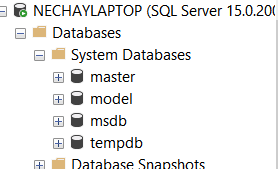 NECHAYLAPTOP (SQL Server 15.0.200
Databases
System Databases
master
model
msdb
tempdb
Database Snapshots